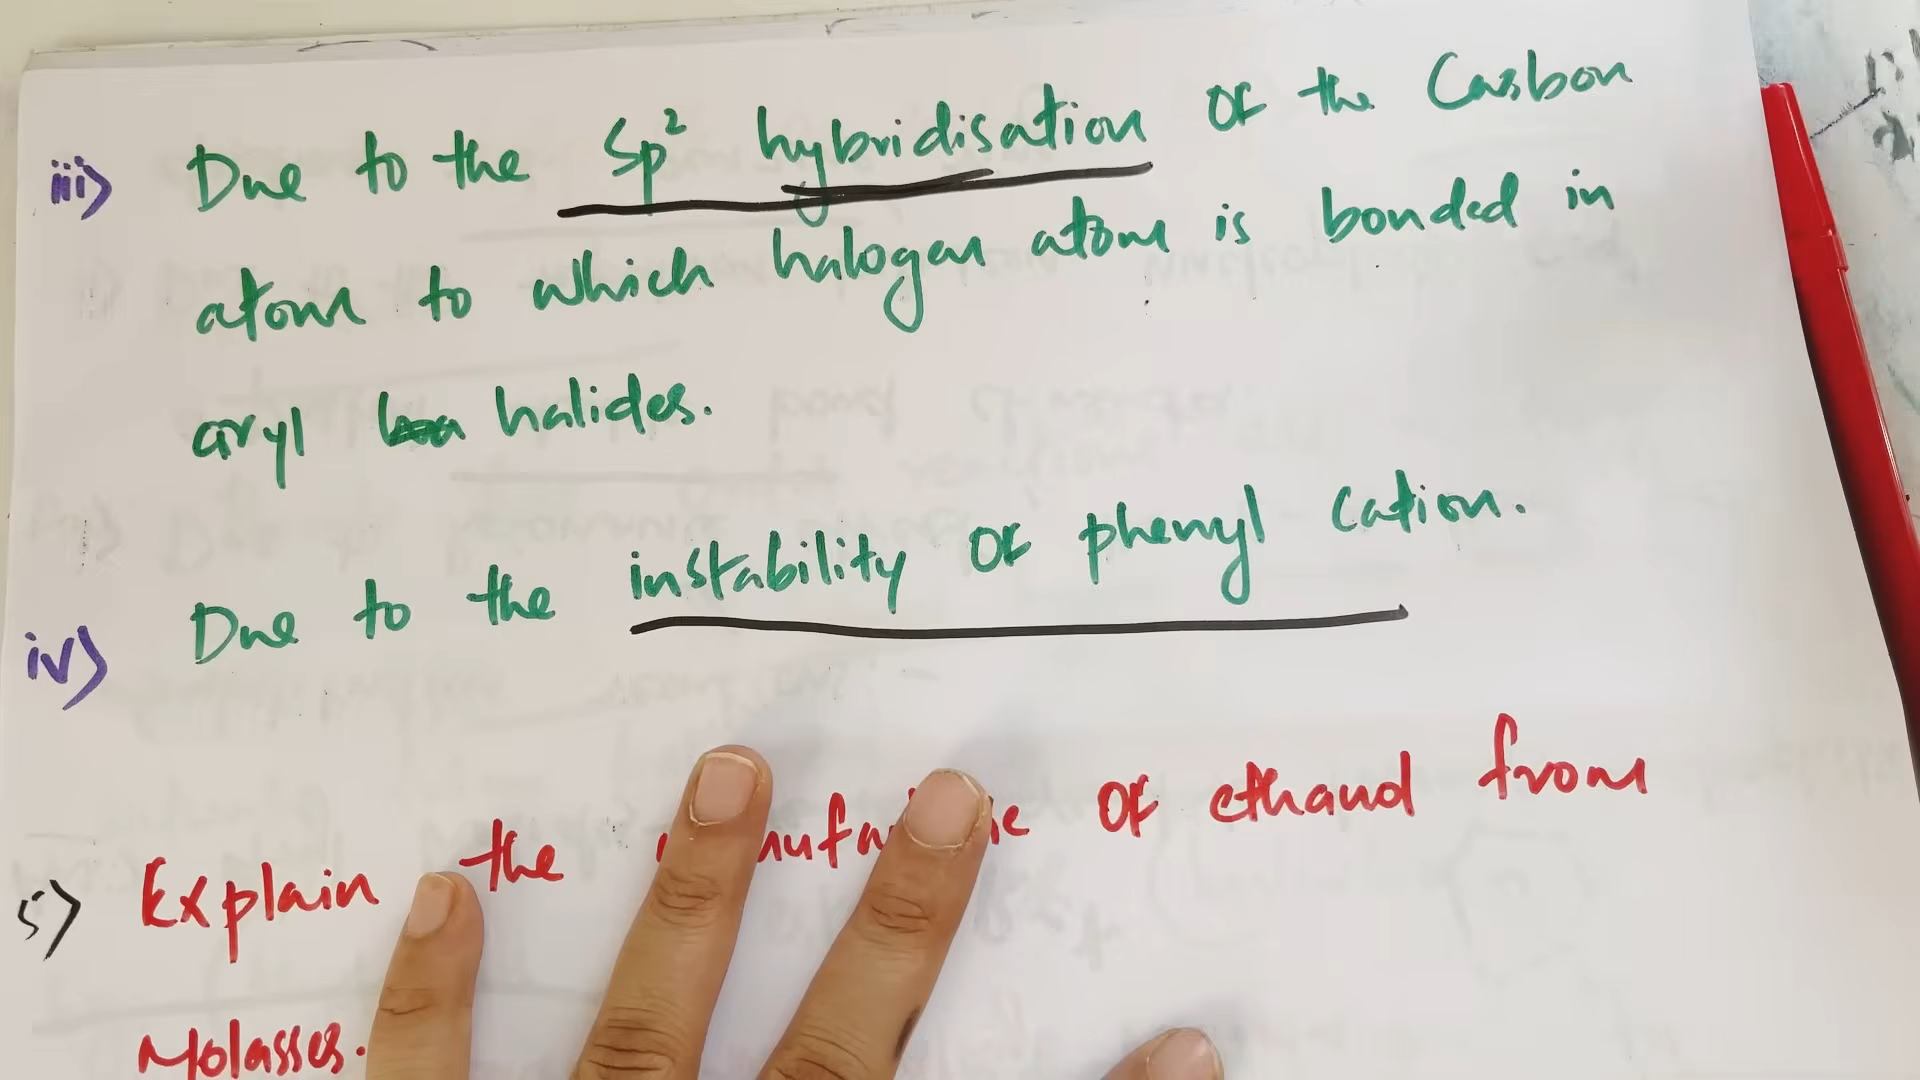 iii) Due to the Sp² hybridisation of the Carbon
atom to which halogen atom is bonded in
aryl halides.
iv) Due to the instability of phenyl cation.
5) Explain the of ethanol from
Molasses.